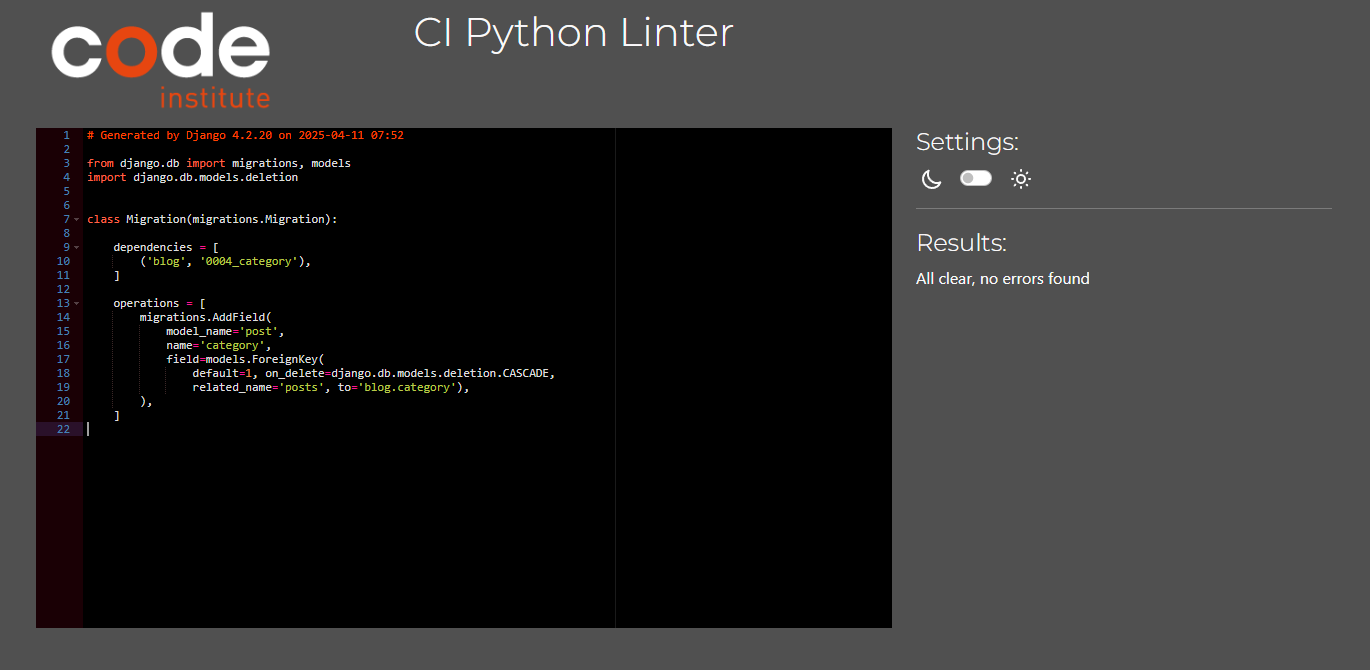 code
institute
CI Python Linter
1 # Generated by Django 4.2.20 on 2025-04-11 07:52
2
3 from django.db import migrations, models
4 import django.db.models.deletion
5
6
7 class Migration(migrations.Migration):
8
9     dependencies = [
10         ('blog', '0004_category'),
11     ]
12
13     operations = [
14         migrations.AddField(
15             model_name='post',
16             name='category',
17             field=models.ForeignKey(
18                 default=1, on_delete=django.db.models.deletion.CASCADE,
19                 related_name='posts', to='blog.category'),
20         ),
21     ]
22
Settings:
Results:
All clear, no errors found